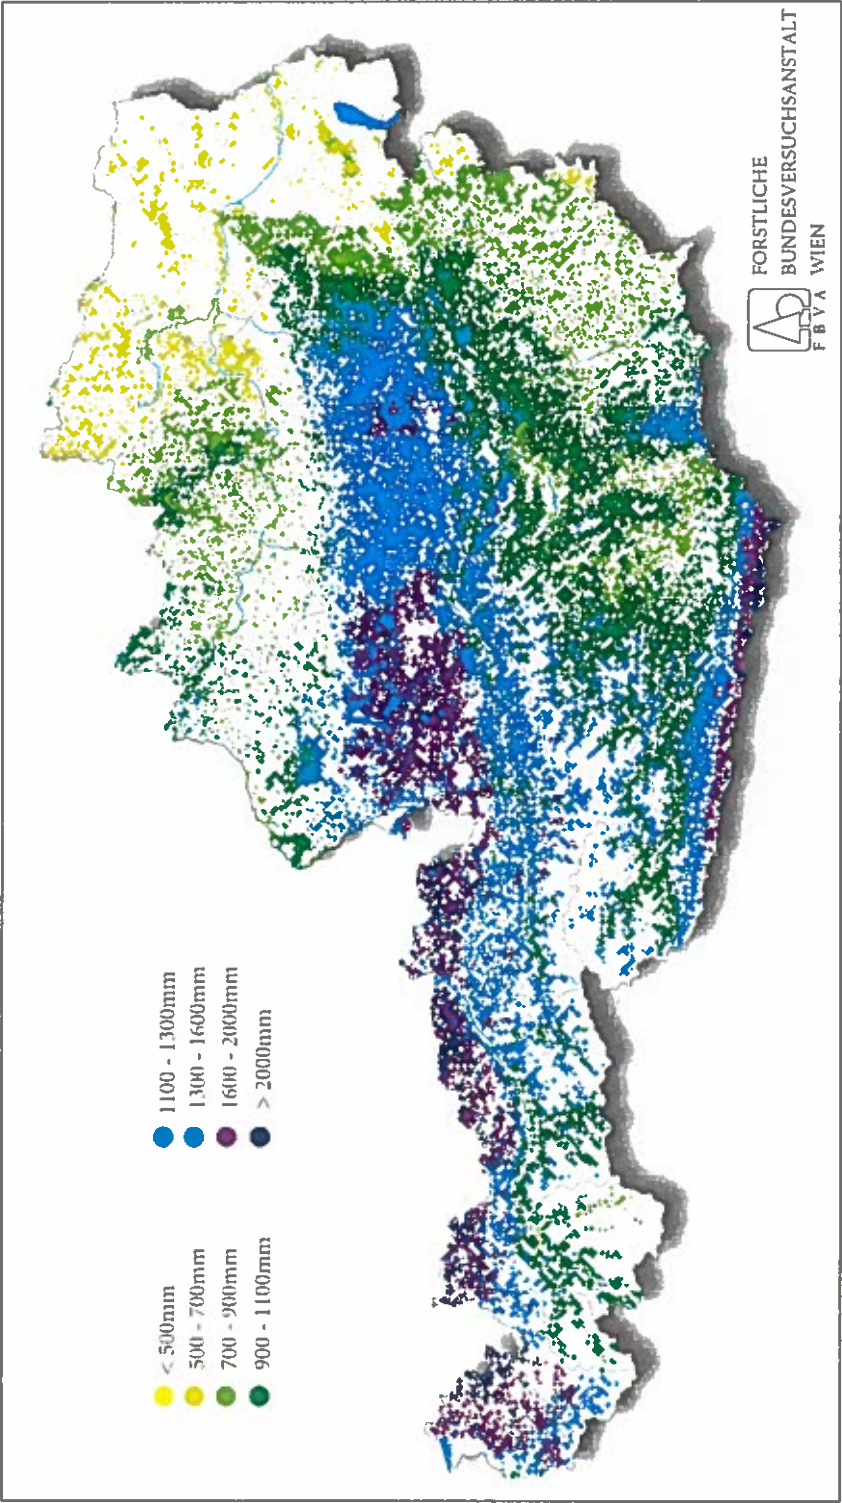 < 500mm
500 - 700mm
700 - 900mm
900 - 1100mm
1100 - 1300mm
1300 - 1600mm
1600 - 2000mm
> 2000mm
FORSTLICHE
BUNDESVERSUCHSANSTALT
WIEN
F B V A